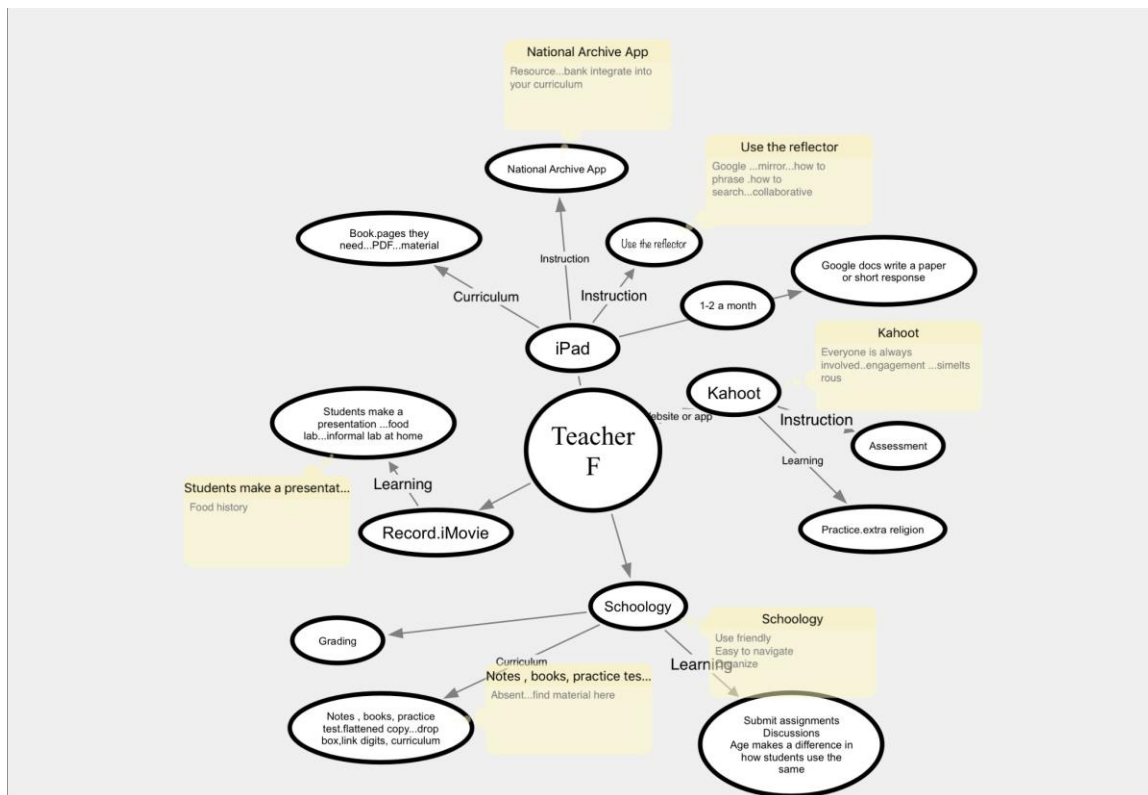 National Archive App
Resource...bank integrate into
your curriculum
National Archive App
Use the reflector
Google ...mirror...how to
phrase .how to
search...collaborative
Book.pages they
need...PDF...material
Instruction
Use the reflector
Google docs write a paper
or short response
Curriculum
Instruction
1-2 a month
iPad
Kahoot
Everyone is always
involved..engagement ...simelts
rous
Kahoot
Students make a
presentation ...food
lab...informal lab at home
Teacher
F
ebsite or app
Instruction
Assessment
Learning
Learning
Students make a presentat...
Food history
Record.iMovie
Practice.extra religion
Schoology
Schoology
Use friendly
Easy to navigate
Organize
Grading
Curriculum
Learning
Notes , books, practice tes...
Absent...find material here
Notes , books, practice
test.flattened copy...drop
box,link digits, curriculum
Submit assignments
Discussions
Age makes a difference in
how students use the
same